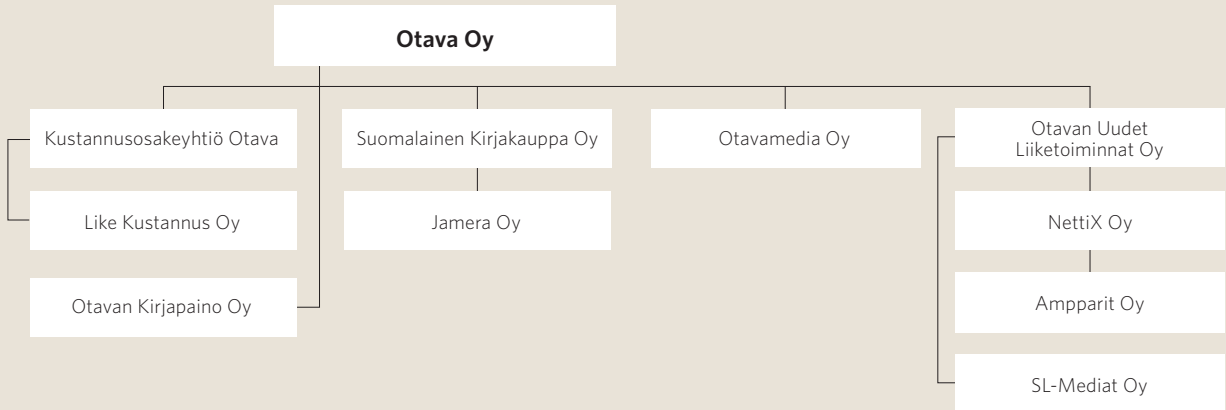 Otava Oy
Kustannusosakeyhtiö Otava
Suomalainen Kirjakauppa Oy
Otavamedia Oy
Otavan Uudet
Liiketoiminnat Oy
Like Kustannus Oy
Jamera Oy
NettiX Oy
Otavan Kirjapaino Oy
Ampparit Oy
SL-Mediat Oy